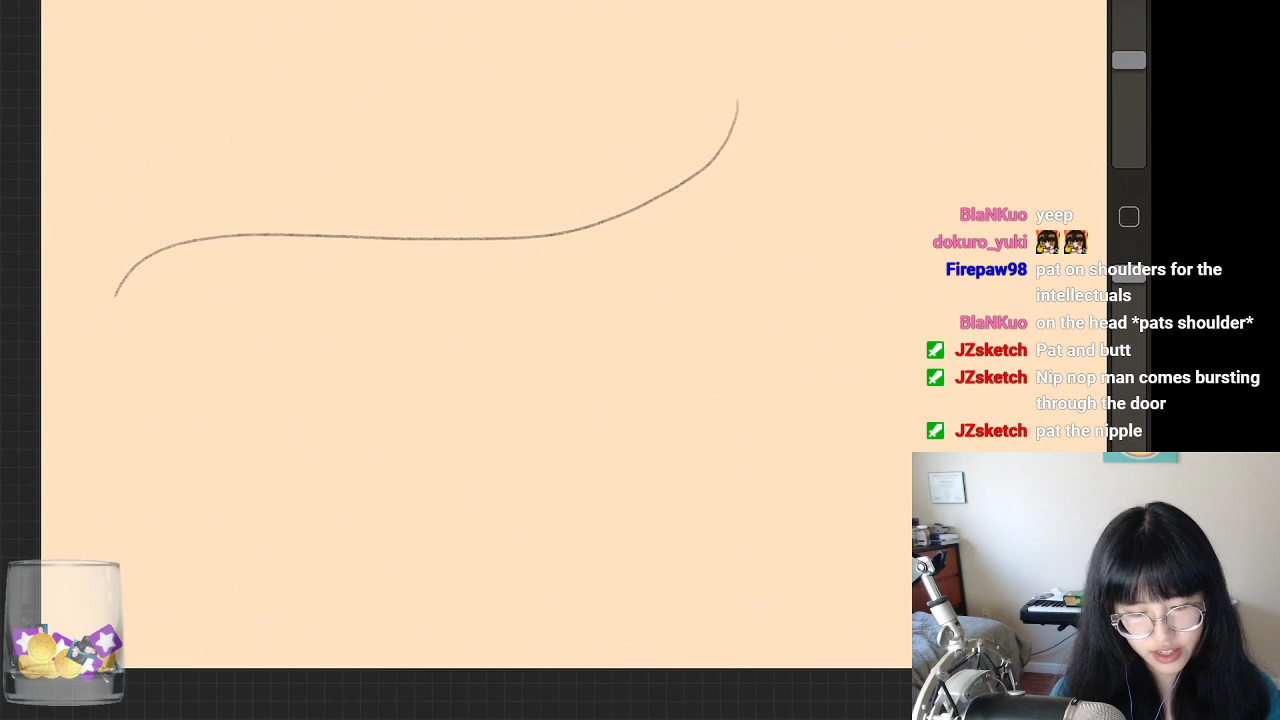 BlaNKuo yeep
dokuro_yuki
Firepaw98 pat on shoulders for the
intellectuals
BlaNKuo on the head *pats shoulder*
JZsketch Pat and butt
JZsketch Nip nop man comes bursting
through the door
JZsketch pat the nipple